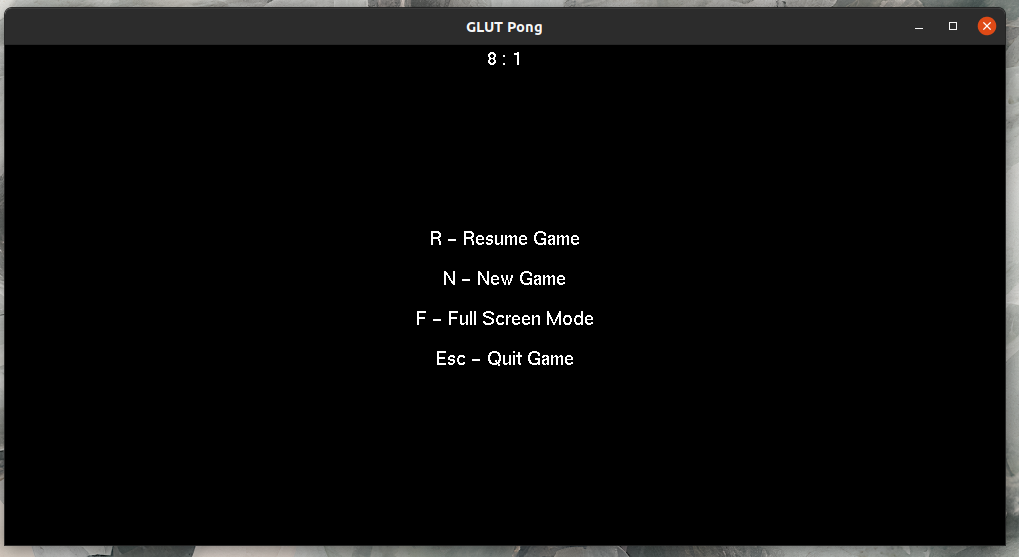 GLUT Pong
8 : 1
R – Resume Game
N – New Game
F – Full Screen Mode
Esc – Quit Game